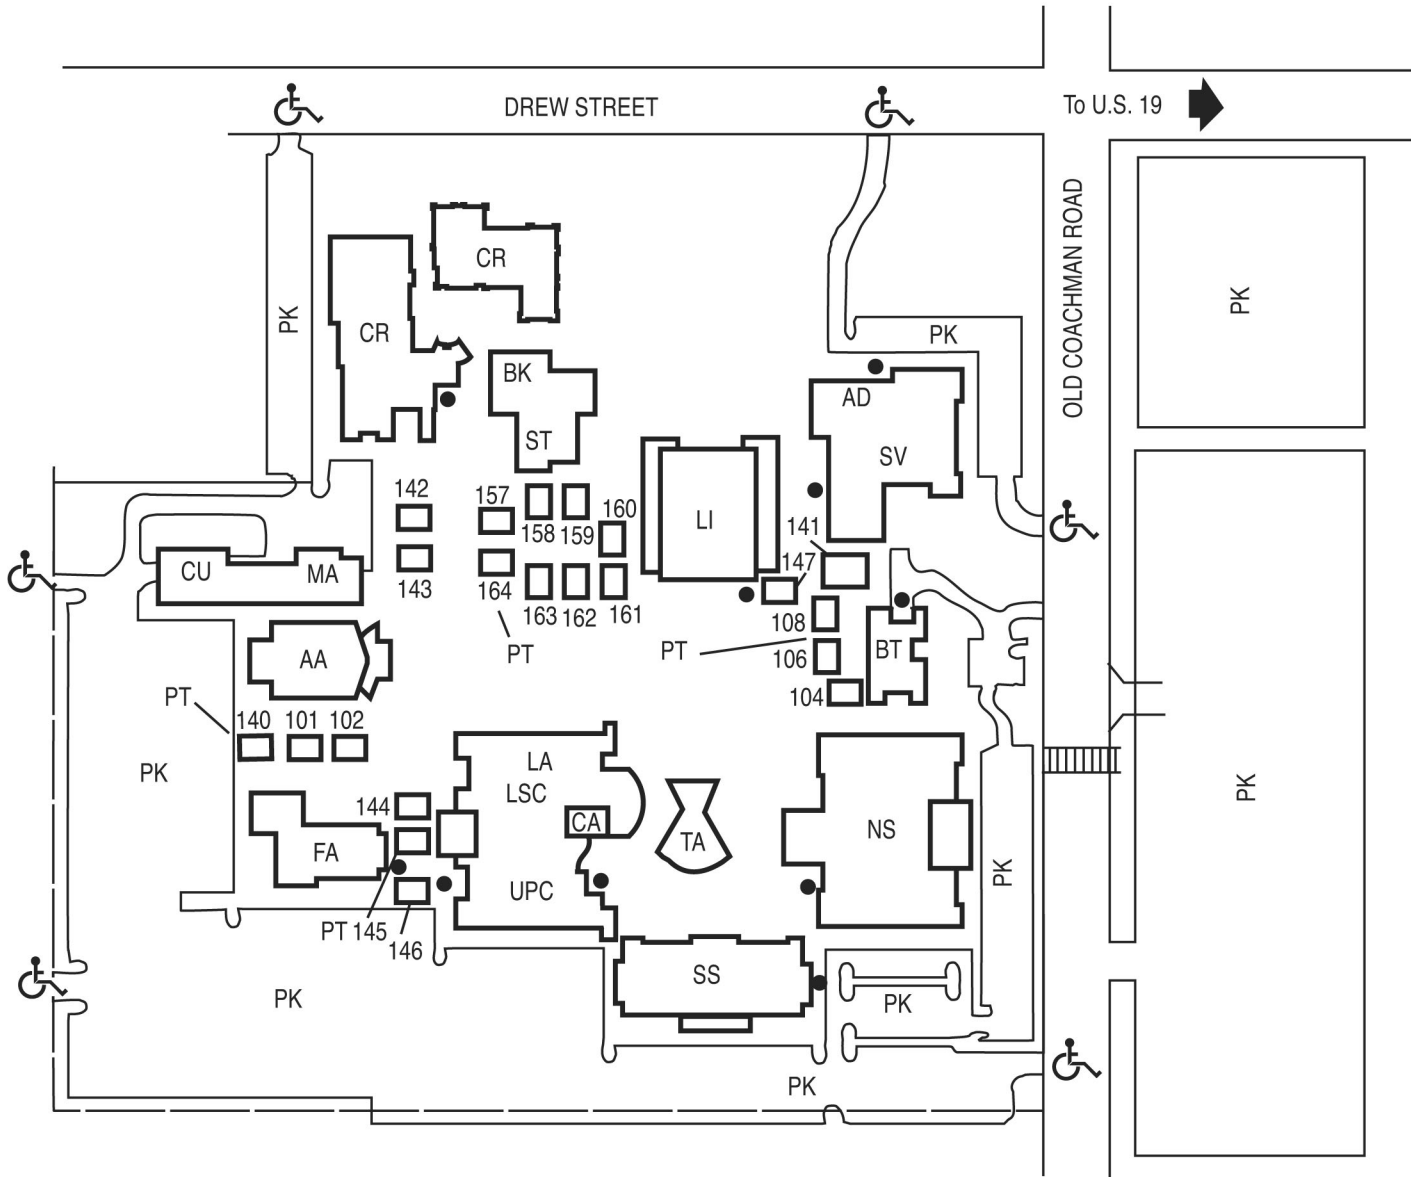 DREW STREET
To U.S. 19
OLD COACHMAN ROAD
CR
PK
PK
CR
PK
BK
AD
ST
SV
142
157
160
LI
141
158
159
147
CU
MA
143
164
163
162
161
108
PT
PT
106
BT
AA
104
PT
140
101
102
LA
PK
LSC
PK
144
CA
NS
TA
FA
PK
UPC
PT 145
146
SS
PK
PK
PK